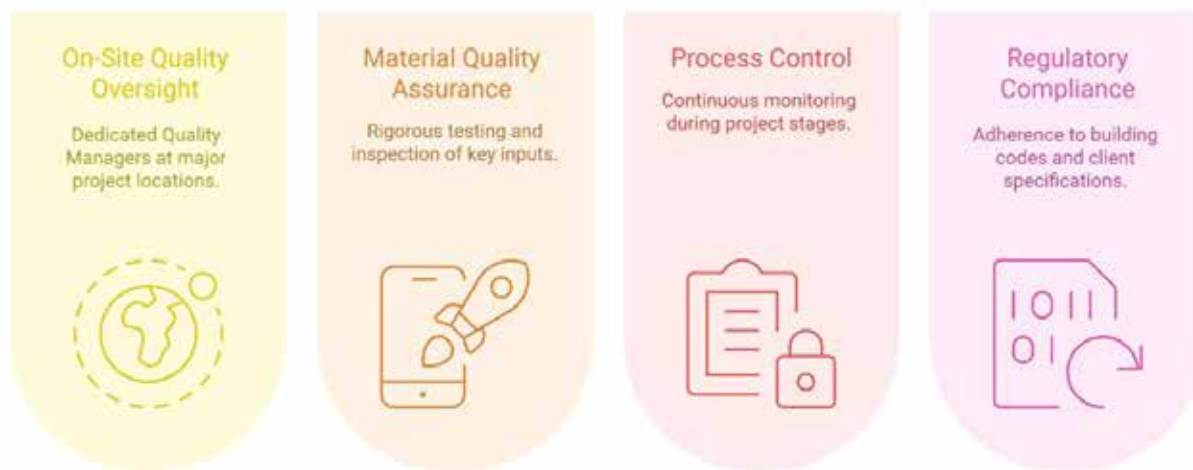 On-Site Quality
Oversight
Dedicated Quality
Managers at major
project locations.
Material Quality
Assurance
Rigorous testing and
inspection of key inputs.
Process Control
Continuous monitoring
during project stages.
Regulatory
Compliance
Adherence to building
codes and client
specifications.
1011
01